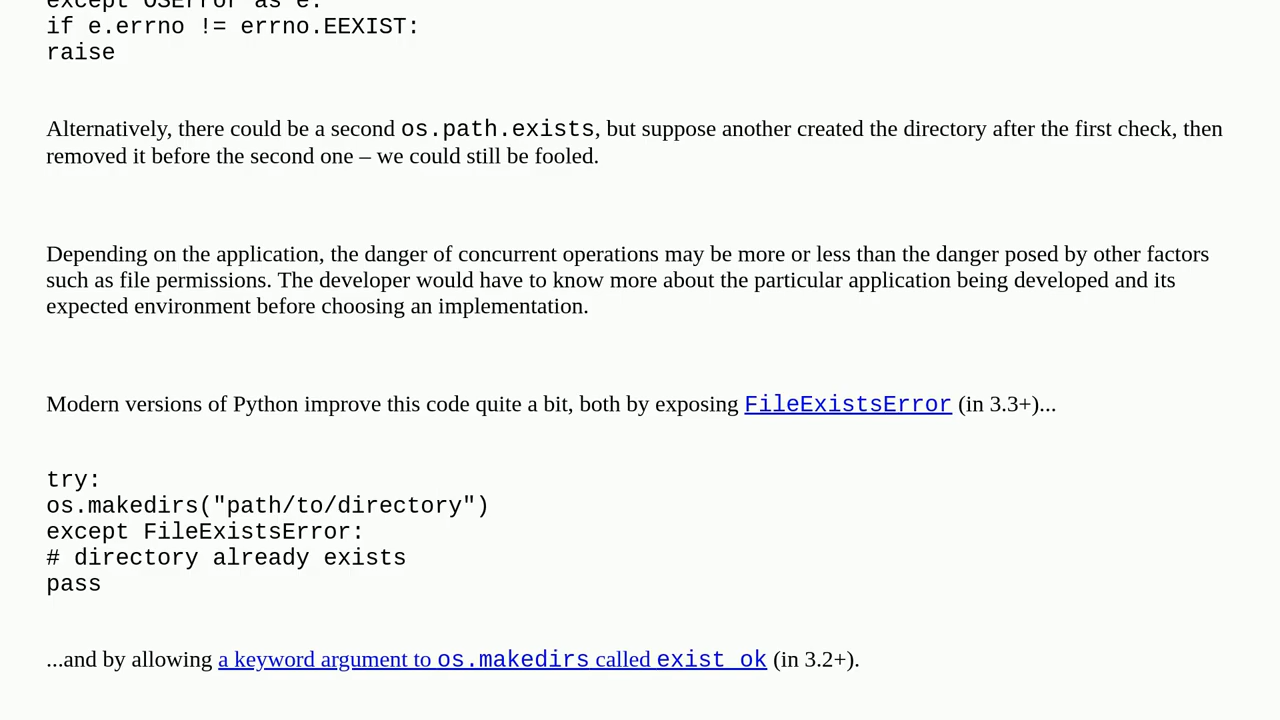 except OSError as e:
if e.errno != errno.EEXIST:
raise
Alternatively, there could be a second os.path.exists, but suppose another created the directory after the first check, then
removed it before the second one – we could still be fooled.
Depending on the application, the danger of concurrent operations may be more or less than the danger posed by other factors
such as file permissions. The developer would have to know more about the particular application being developed and its
expected environment before choosing an implementation.
Modern versions of Python improve this code quite a bit, both by exposing FileExistsError (in 3.3+)...
try:
os.makedirs("path/to/directory")
except FileExistsError:
# directory already exists
pass
...and by allowing a keyword argument to os.makedirs called exist_ok (in 3.2+).